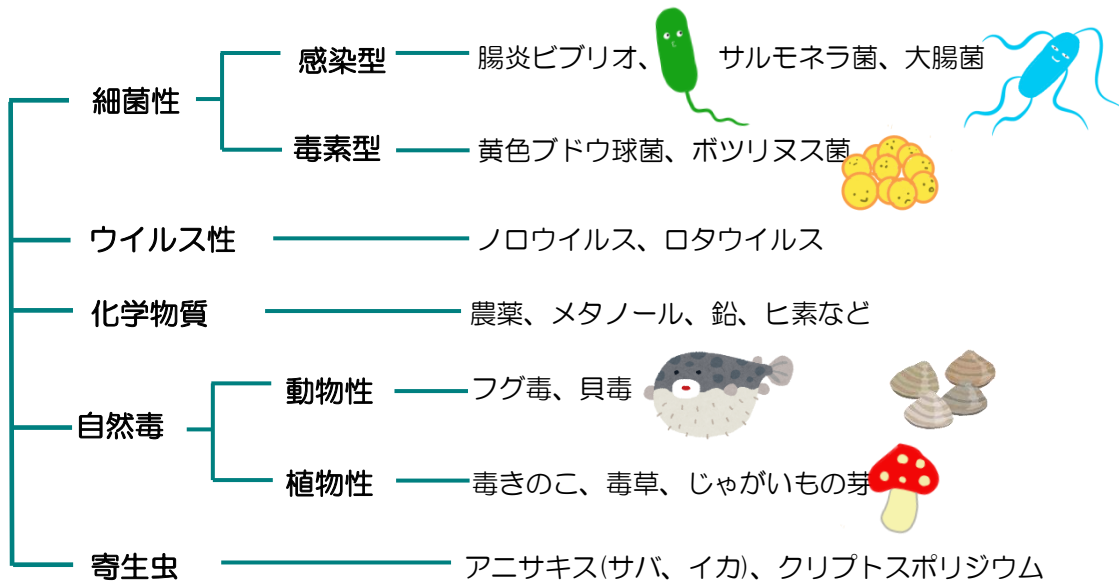 感染型 腸炎ビブリオ、 サルモネラ菌、大腸菌
細菌性
毒素型 黄色ブドウ球菌、ボツリヌス菌
ウイルス性 ノロウイルス、ロタウイルス
化学物質 農薬、メタノール、鉛、ヒ素など
動物性 フグ毒、貝毒
自然毒
植物性 毒きのこ、毒草、じゃがいもの芽
寄生虫 アニサキス(サバ、イカ)、クリプトスポリジウム